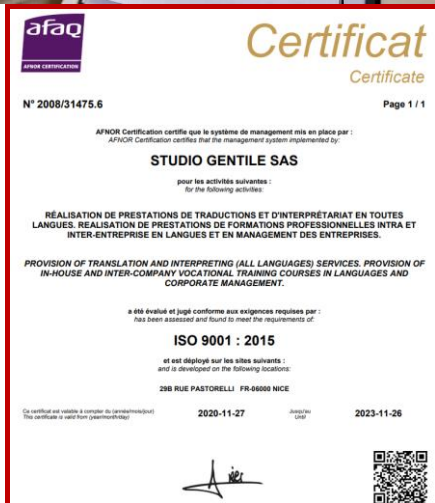 afaq
AFNOR CERTIFICATION
Certificat
Certificate
N° 2008/31475.6
Page 1 / 1
AFNOR Certification certifie que le système de management mis en place par :
AFNOR Certification certifies that the management system implemented by:
STUDIO GENTILE SAS
pour les activités suivantes :
for the following activities:
RÉALISATION DE PRESTATIONS DE TRADUCTIONS ET D'INTERPRÉTARIAT EN TOUTES
LANGUES. REALISATION DE PRESTATIONS DE FORMATIONS PROFESSIONNELLES INTRA ET
INTER-ENTREPRISE EN LANGUES ET EN MANAGEMENT DES ENTREPRISES.
PROVISION OF TRANSLATION AND INTERPRETING (ALL LANGUAGES) SERVICES. PROVISION OF
IN-HOUSE AND INTER-COMPANY VOCATIONAL TRAINING COURSES IN LANGUAGES AND
CORPORATE MANAGEMENT.
a été évalué et jugé conforme aux exigences requises par :
has been assessed and found to meet the requirements of:
ISO 9001 : 2015
et est déployé sur les sites suivants :
and is developed on the following locations:
29B RUE PASTORELLI FR-06000 NICE
Ce certificat est valable à compter du (année/mois/jour)
This certificate is valid from (year/month/day)
2020-11-27
Jusqu'au
Until
2023-11-26